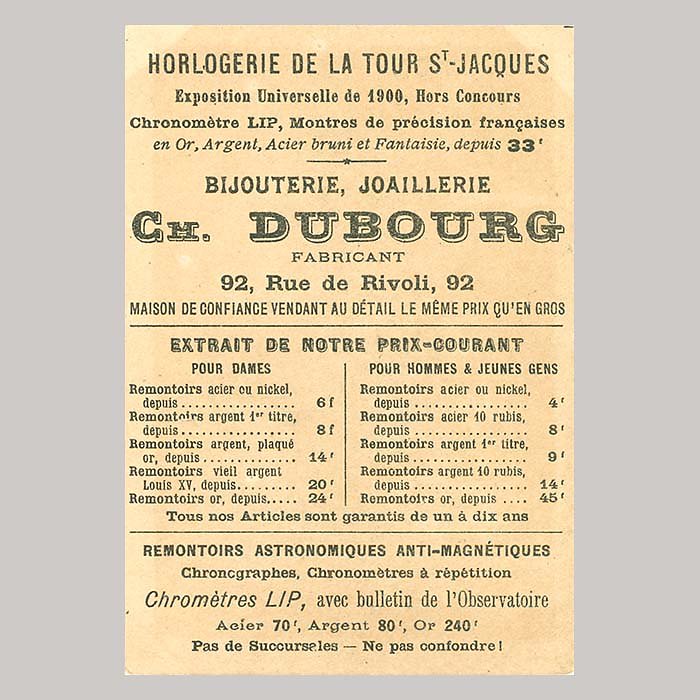 HORLOGERIE DE LA TOUR ST-JACQUES
Exposition Universelle de 1900, Hors Concours
Chronomètre LIP, Montres de précision françaises
en Or, Argent, Acier bruni et Fantaisie, depuis 33f
BIJOUTERIE, JOAILLERIE
CH. DUBOURG
FABRICANT
92, Rue de Rivoli, 92
MAISON DE CONFIANCE VENDANT AU DÉTAIL LE MÊME PRIX QU'EN GROS
EXTRAIT DE NOTRE PRIX-COURANT
POUR DAMES
Remontoirs acier ou nickel,
depuis ................ 6f
Remontoirs argent 1er titre,
depuis ................ 8f
Remontoirs argent, plaqué
or, depuis ............. 14f
Remontoirs vieil argent
Louis XV, depuis........ 20f
Remontoirs or, depuis..... 24f
POUR HOMMES & JEUNES GENS
Remontoirs acier ou nickel,
depuis ................ 4f
Remontoirs acier 10 rubis,
depuis ................ 8f
Remontoirs argent 1er titre,
depuis ................ 9f
Remontoirs argent 10 rubis,
depuis ................ 14f
Remontoirs or, depuis .... 45f
Tous nos Articles sont garantis de un à dix ans
REMONTOIRS ASTRONOMIQUES ANTI-MAGNÉTIQUES
Chroncgraphes, Chronomètres à répétition
Chromètres LIP, avec bulletin de l'Observatoire
Acier 70f, Argent 80f, Or 240f
Pas de Succursales — Ne pas confondre!